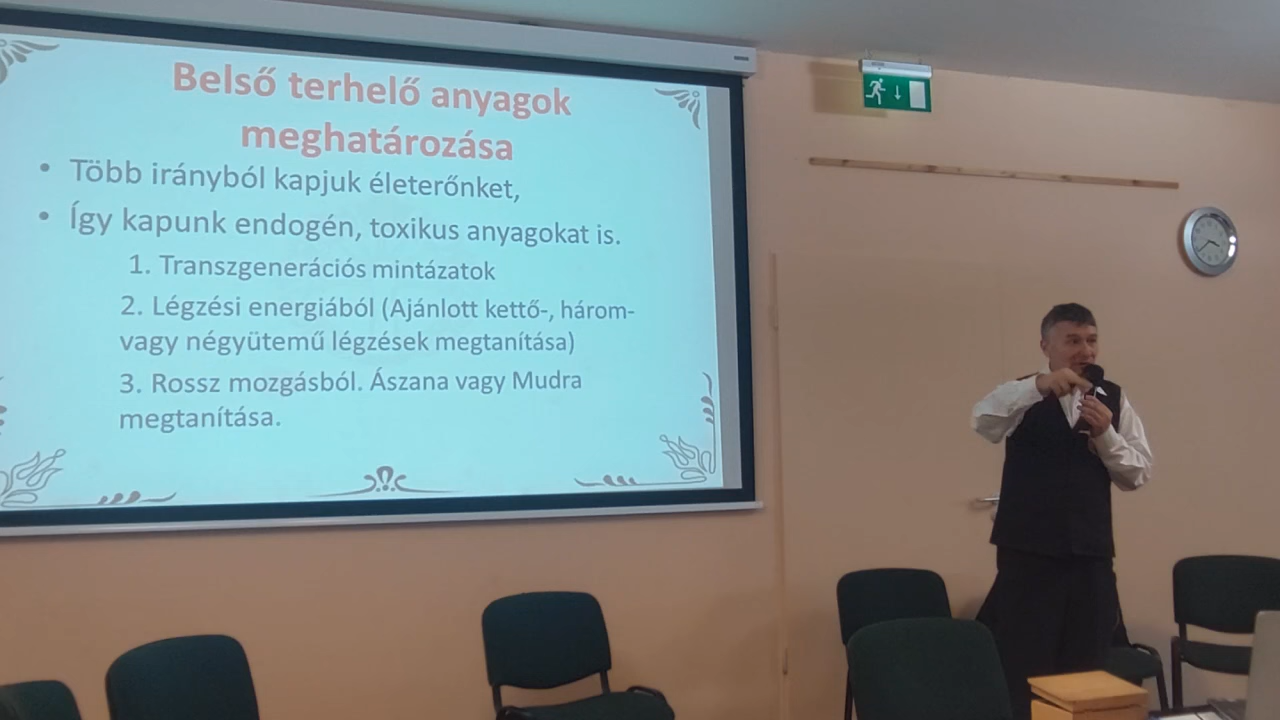 Belső terhelő anyagok
meghatározása
• Több irányból kapjuk életerőnket,
• Így kapunk endogén, toxikus anyagokat is.
1. Transzgenerációs mintázatok
2. Légzési energiából (Ajánlott kettő-, három-
vagy négyütemű légzések megtanítása)
3. Rossz mozgásból. Ászana vagy Mudra
megtanítása.